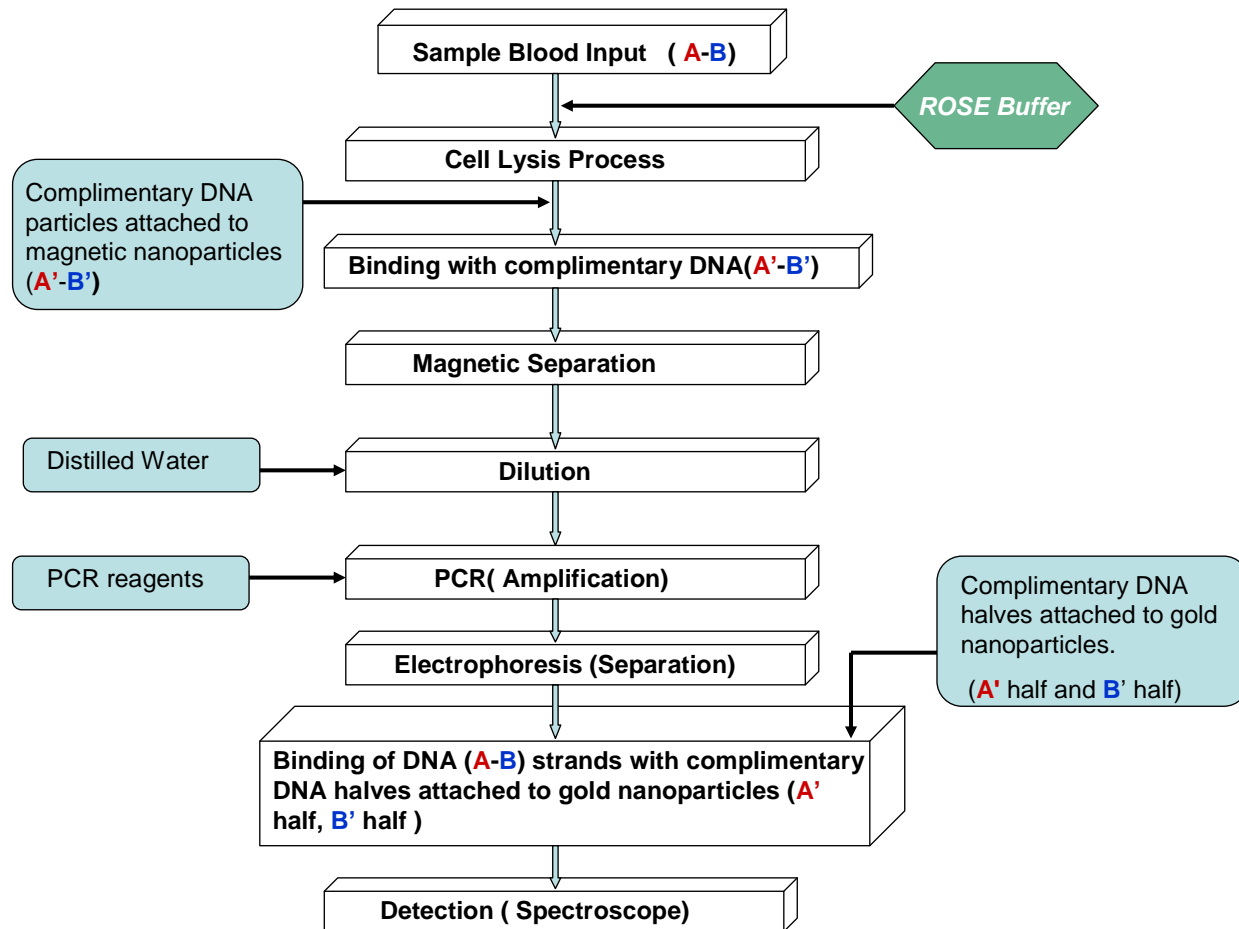 Sample Blood Input ( A-B)
ROSE Buffer
Cell Lysis Process
Complimentary DNA
particles attached to
magnetic nanoparticles
(A’-B’)
Binding with complimentary DNA(A’-B’)
Magnetic Separation
Distilled Water
Dilution
PCR reagents
PCR( Amplification)
Complimentary DNA
halves attached to gold
nanoparticles.
(A' half and B’ half)
Electrophoresis (Separation)
Binding of DNA (A-B) strands with complimentary
DNA halves attached to gold nanoparticles (A’
half, B’ half )
Detection ( Spectroscope)